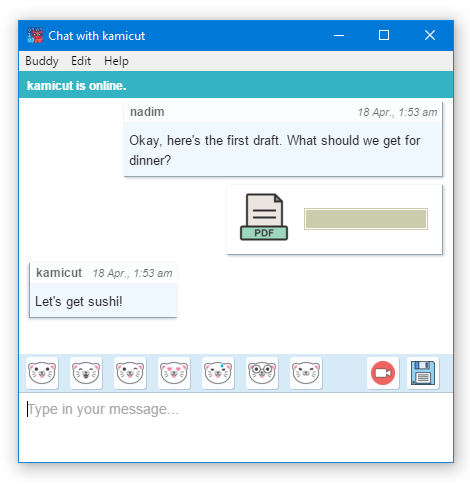 Chat with kamicut
Buddy Edit Help
kamicut is online.
nadim 18 Apr., 1:53 am
Okay, here's the first draft. What should we get for
dinner?
PDF
kamicut 18 Apr., 1:53 am
Let's get sushi!
Type in your message...